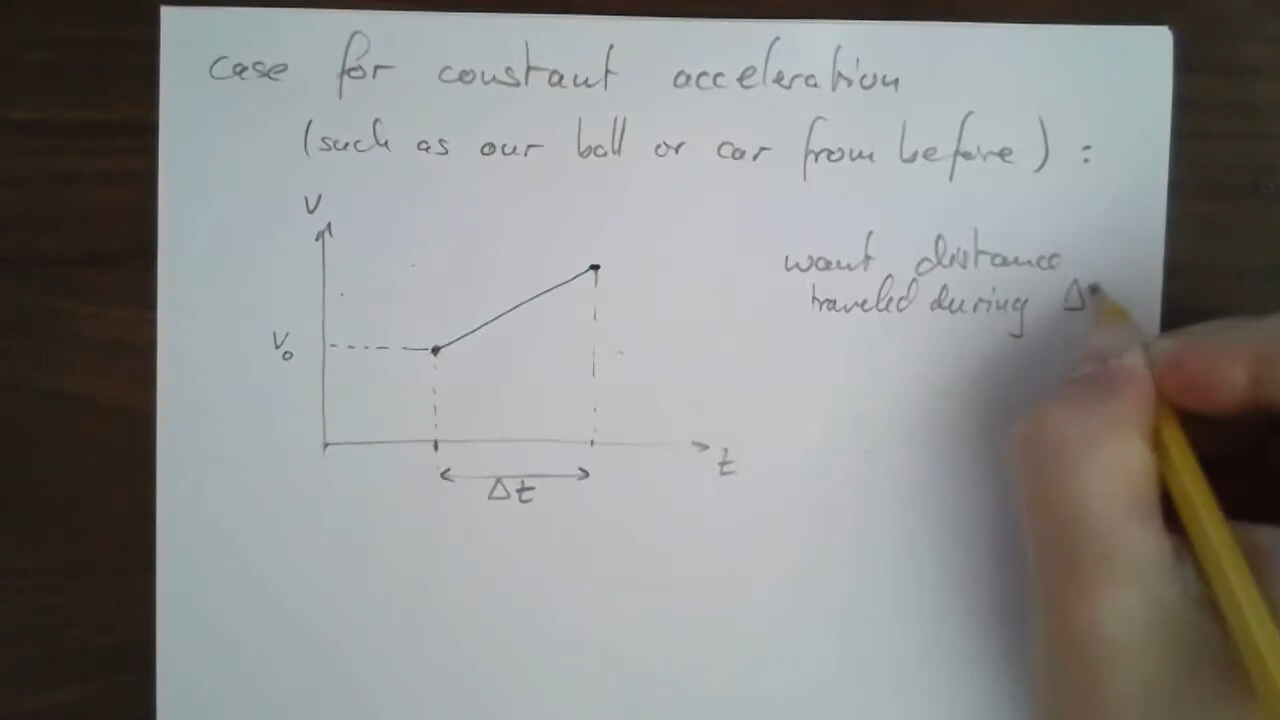 case for constant acceleration
(such as our ball or car from before) :
V
want distance
traveled during Δ
V₀
t
Δt